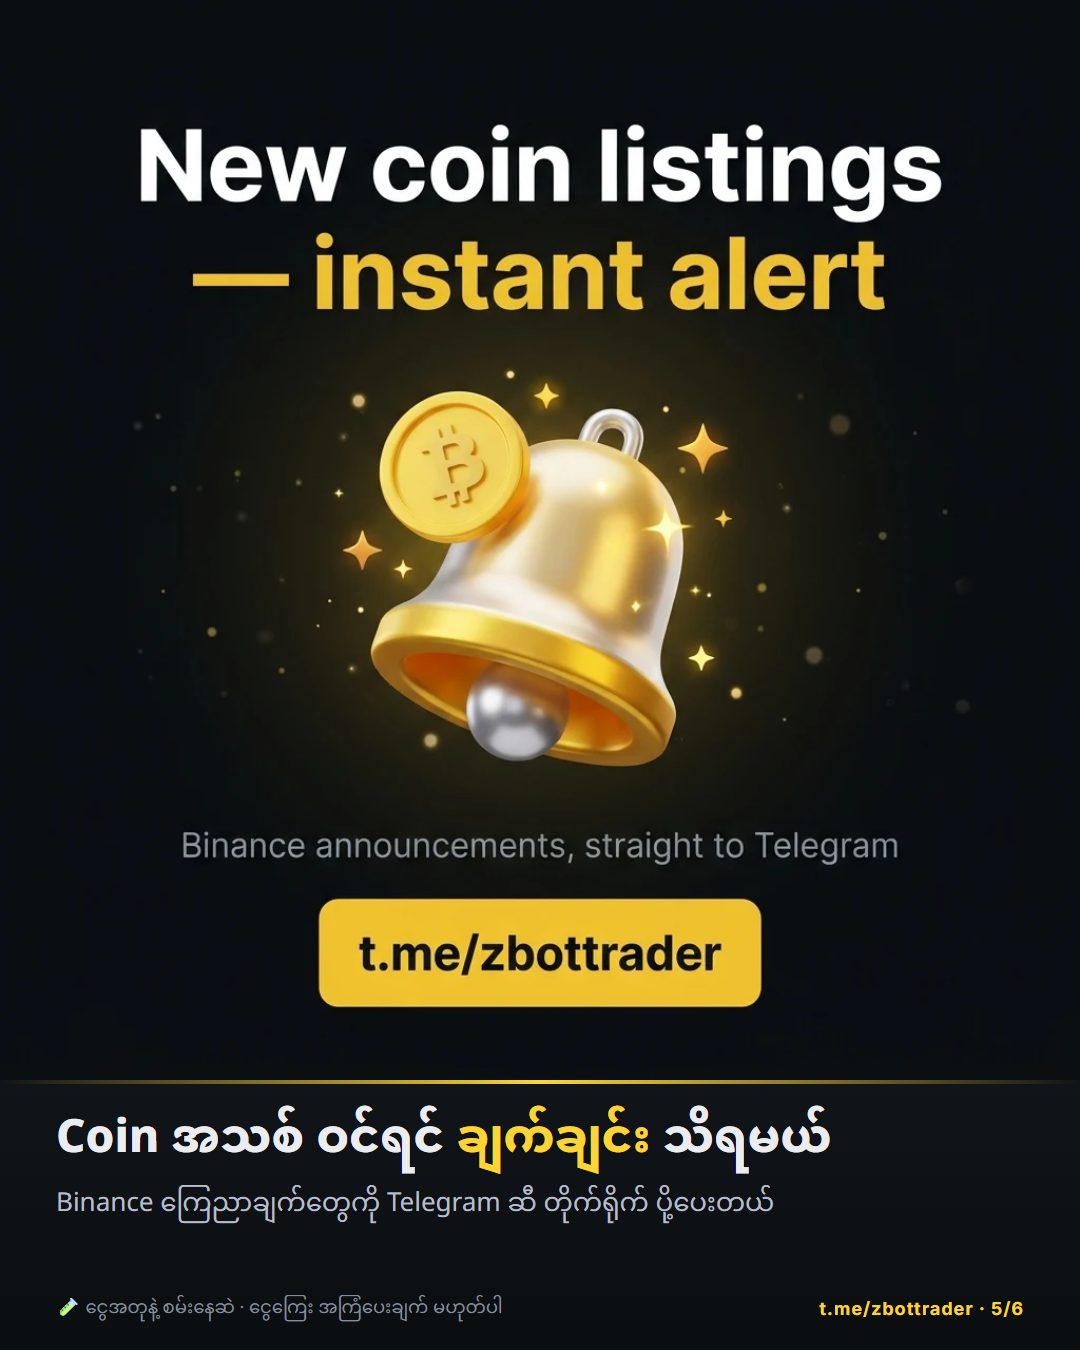 New coin listings
— instant alert
Binance announcements, straight to Telegram
t.me/zbottrader
Coin အသစ် ဝင်ရင် ချက်ချင်း သိရမယ်
Binance ကြေညာချက်တွေကို Telegram ဆီ တိုက်ရိုက် ပို့ပေးတယ်
ငွေအတုနဲ့ စမ်းနေဆဲ · ငွေကြေး အကြံပေးချက် မဟုတ်ပါ
t.me/zbottrader · 5/6